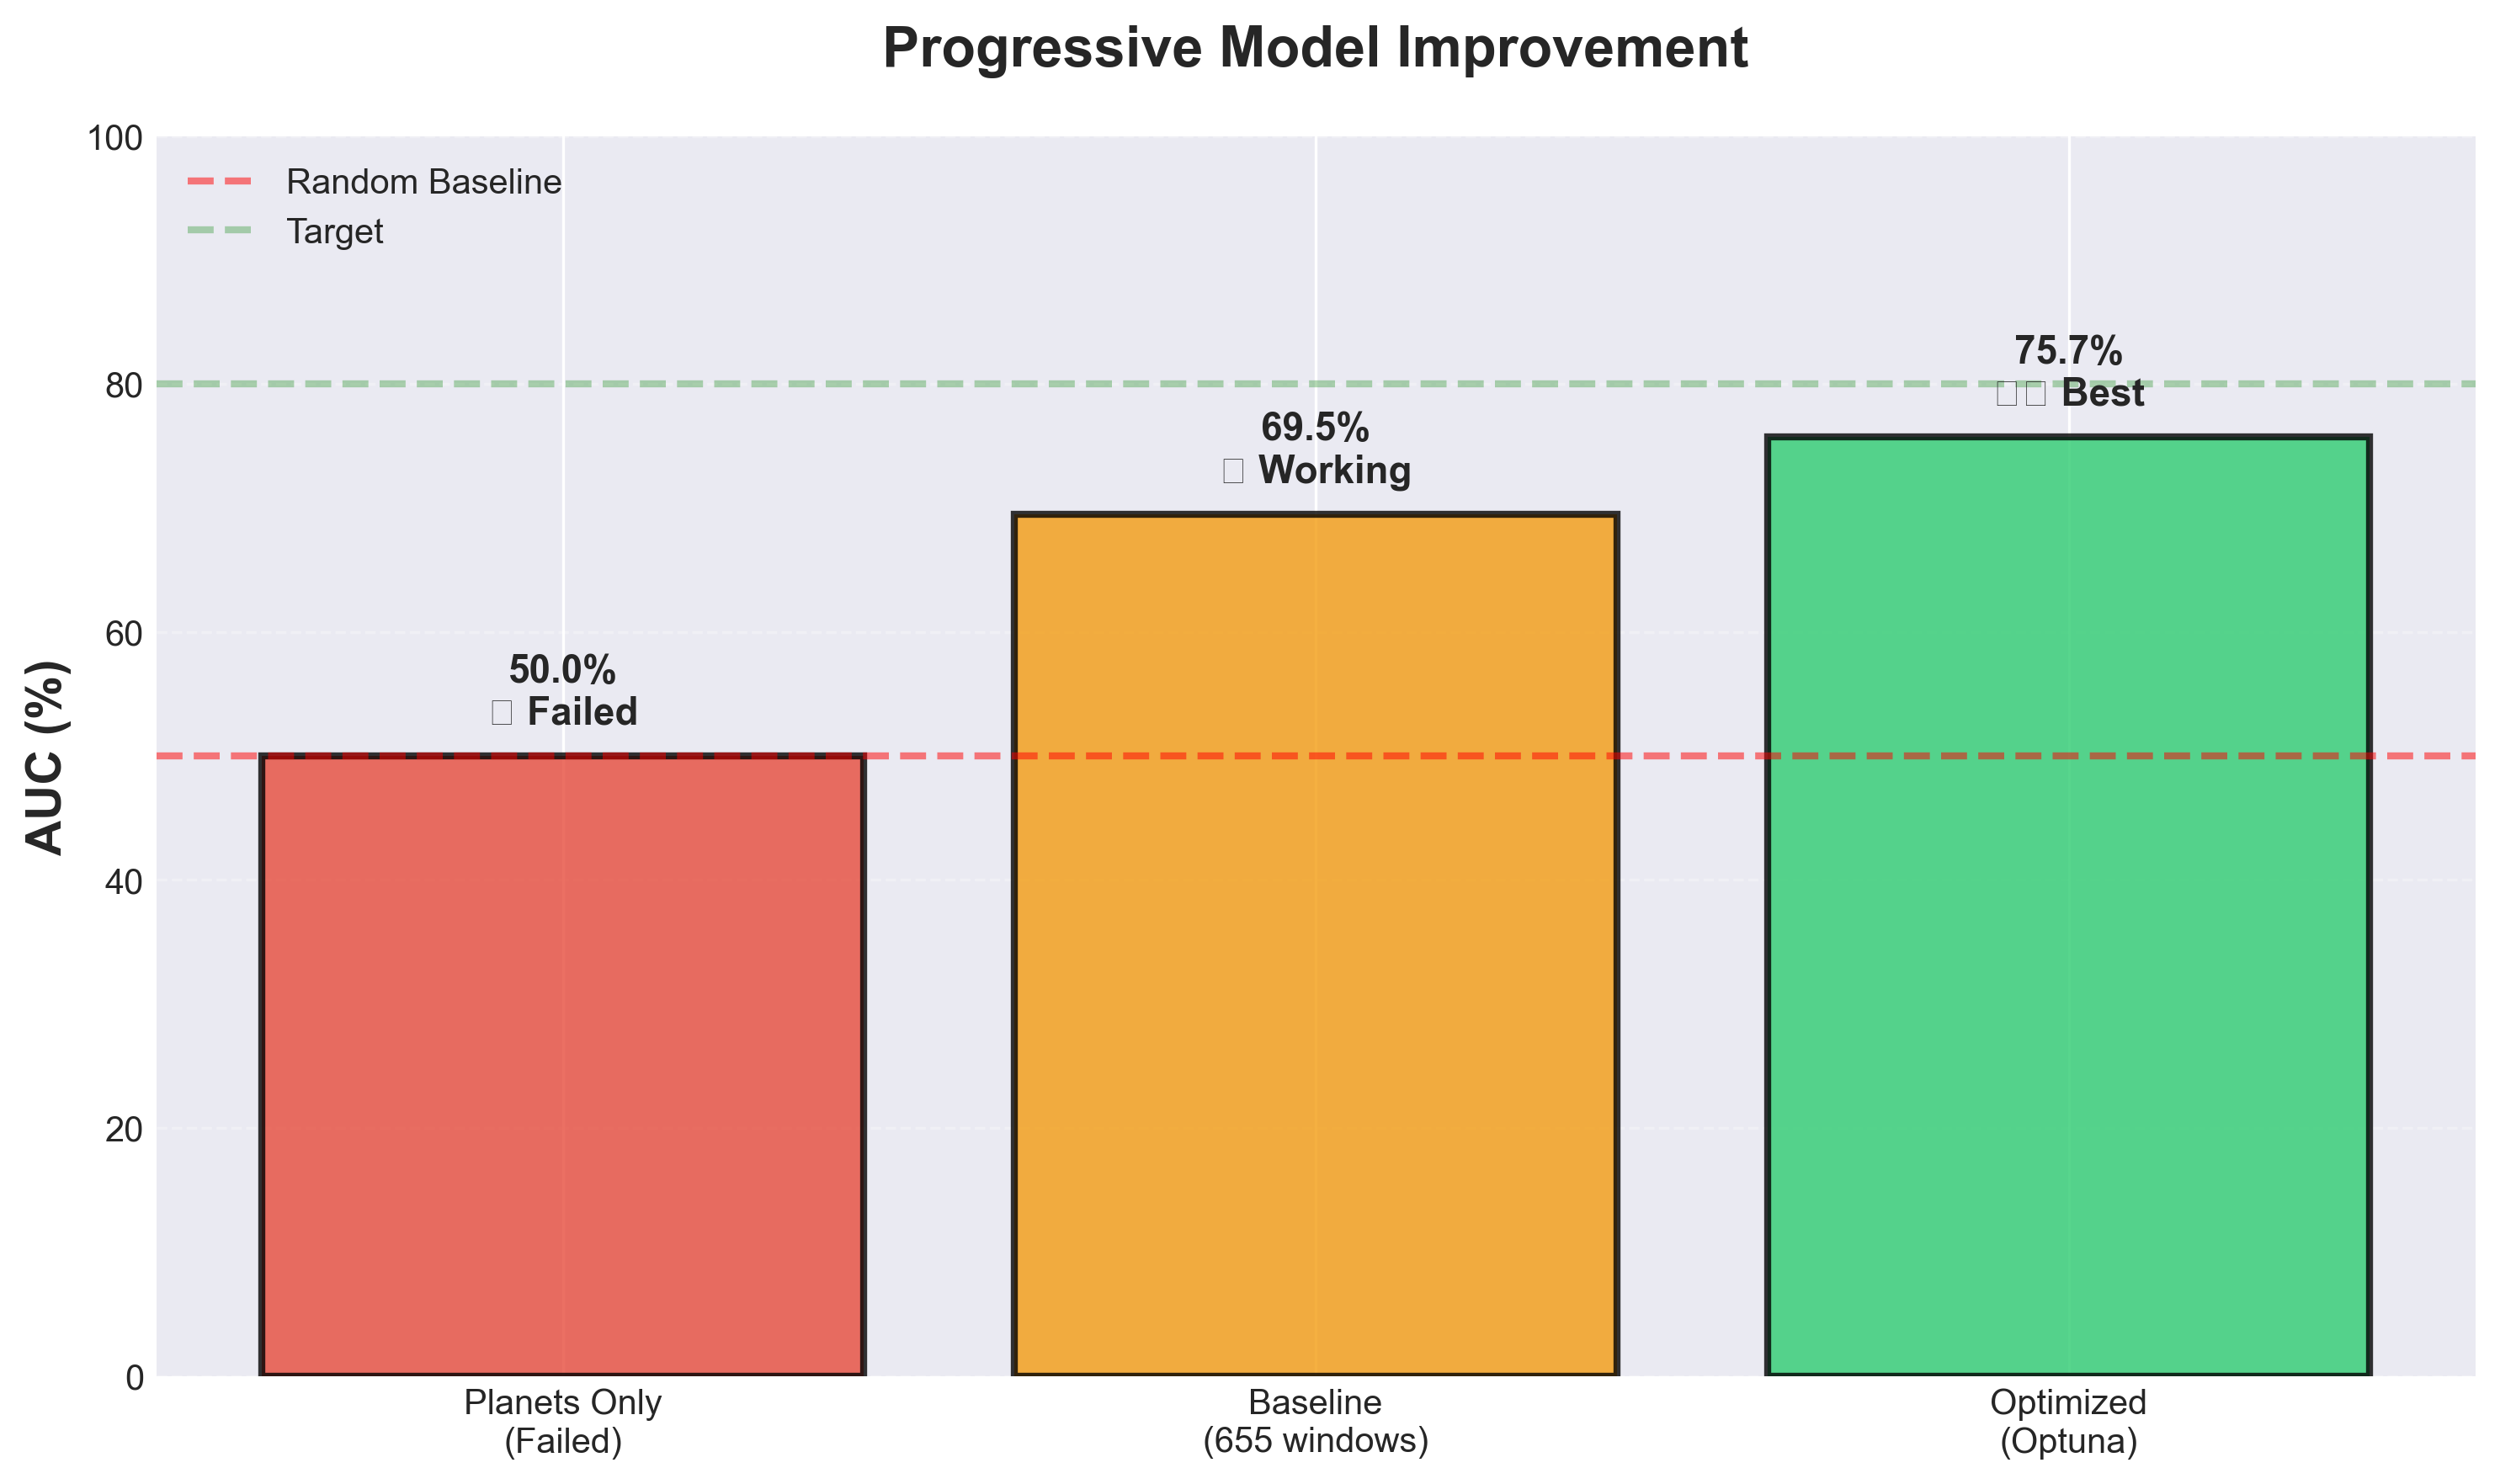 Progressive Model Improvement
100
Random Baseline
Target
75.7%
80
□□ Best
69.5%
□ Working
60
50.0%
□ Failed
AUC (%)
40
20
0
Planets Only
(Failed)
Baseline
(655 windows)
Optimized
(Optuna)